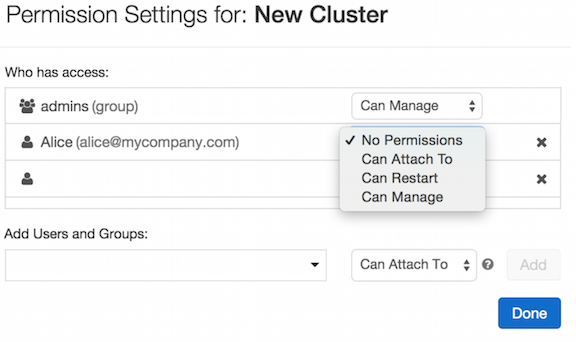 Permission Settings for: New Cluster
Who has access:
admins (group) Can Manage
Alice (alice@mycompany.com) ✓ No Permissions
Can Attach To
Can Restart
Can Manage
Add Users and Groups:
Can Attach To ? Add
Done